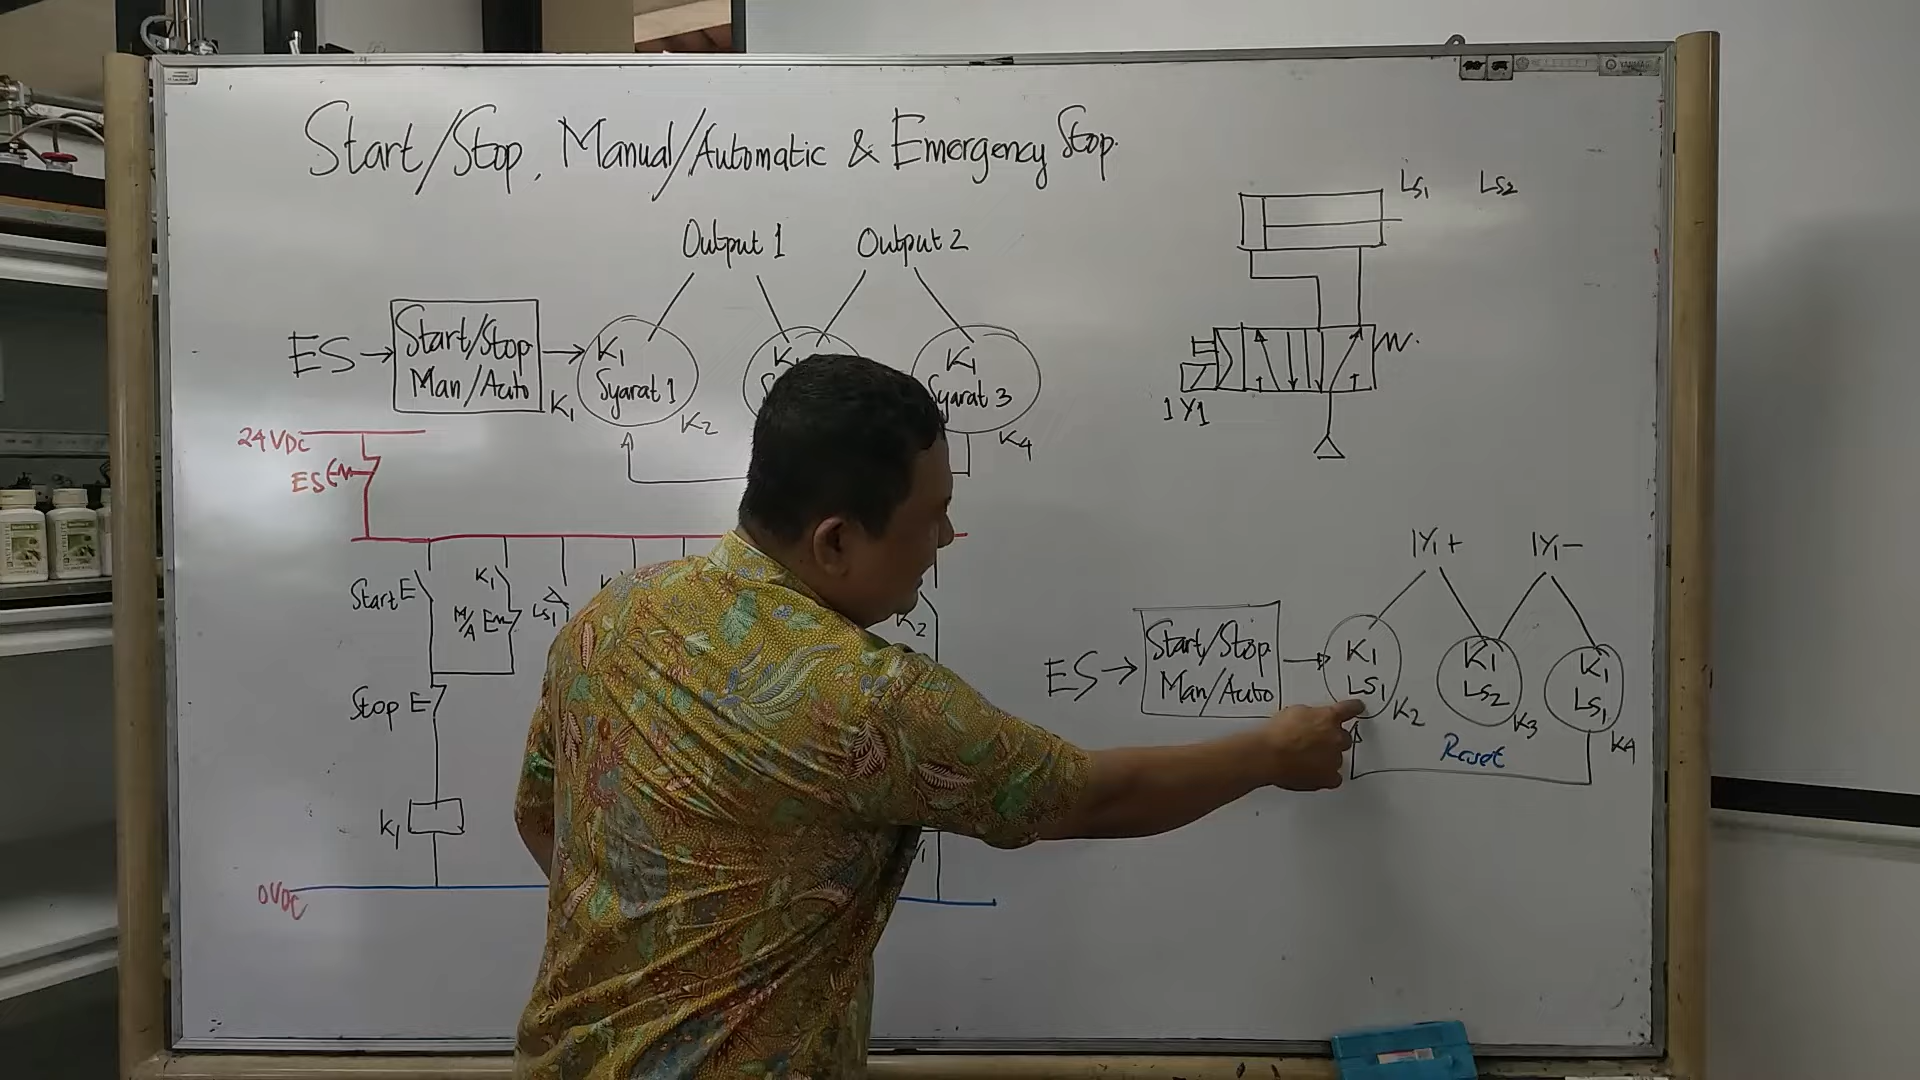 Start/Stop, Manual/Automatic & Emergency Stop.
Output 1 Output 2
ES
Start/Stop
Man/Auto
K1
K1
Syarat 1
K2
K1
Syarat 3
K4
24VDC
ES
Start E
K1
M/A E
LS1
K2
Stop E
K1
0VDC
LS1 LS2
1Y1
1Y1+ 1Y1-
ES
Start/Stop
Man/Auto
K1
LS1
K2
K1
LS2
K3
K1
LS1
K4
Reset